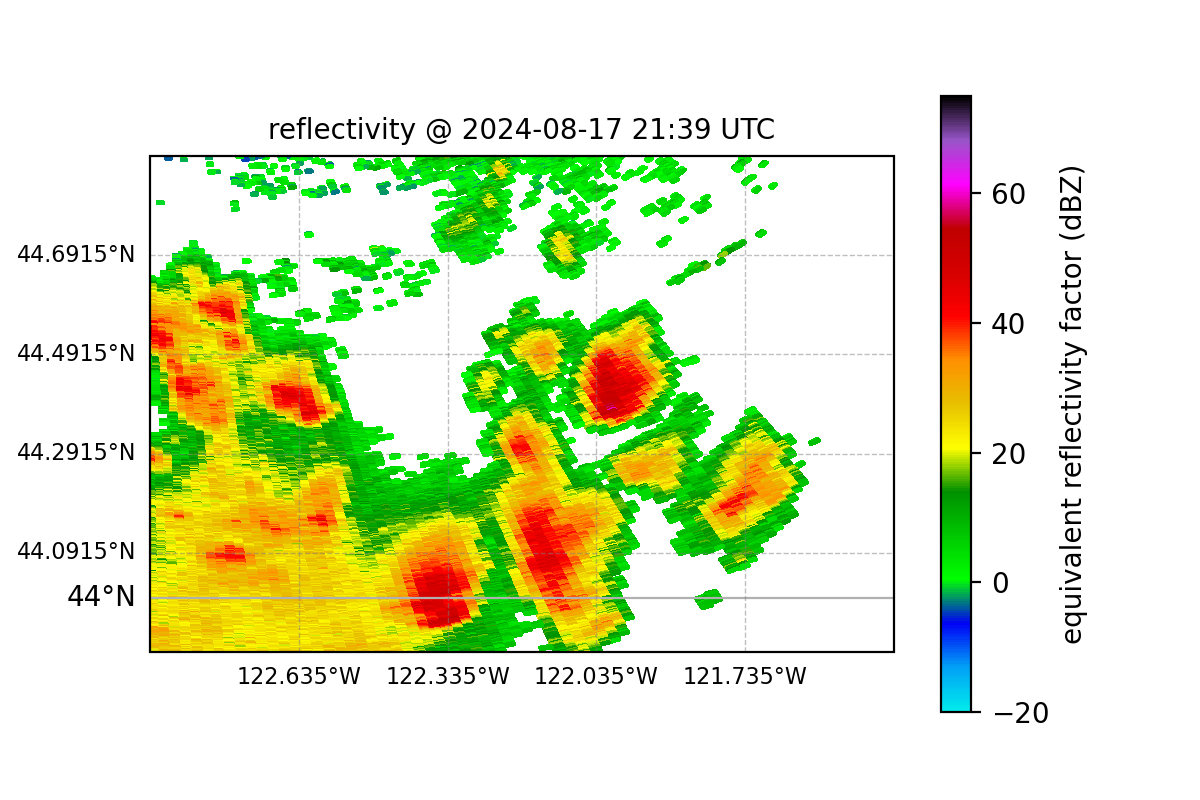 reflectivity @ 2024-08-17 21:39 UTC
44.6915°N
44.4915°N
44.2915°N
44.0915°N
44°N
122.635°W 122.335°W 122.035°W 121.735°W
60
40
20
0
−20
equivalent reflectivity factor (dBZ)